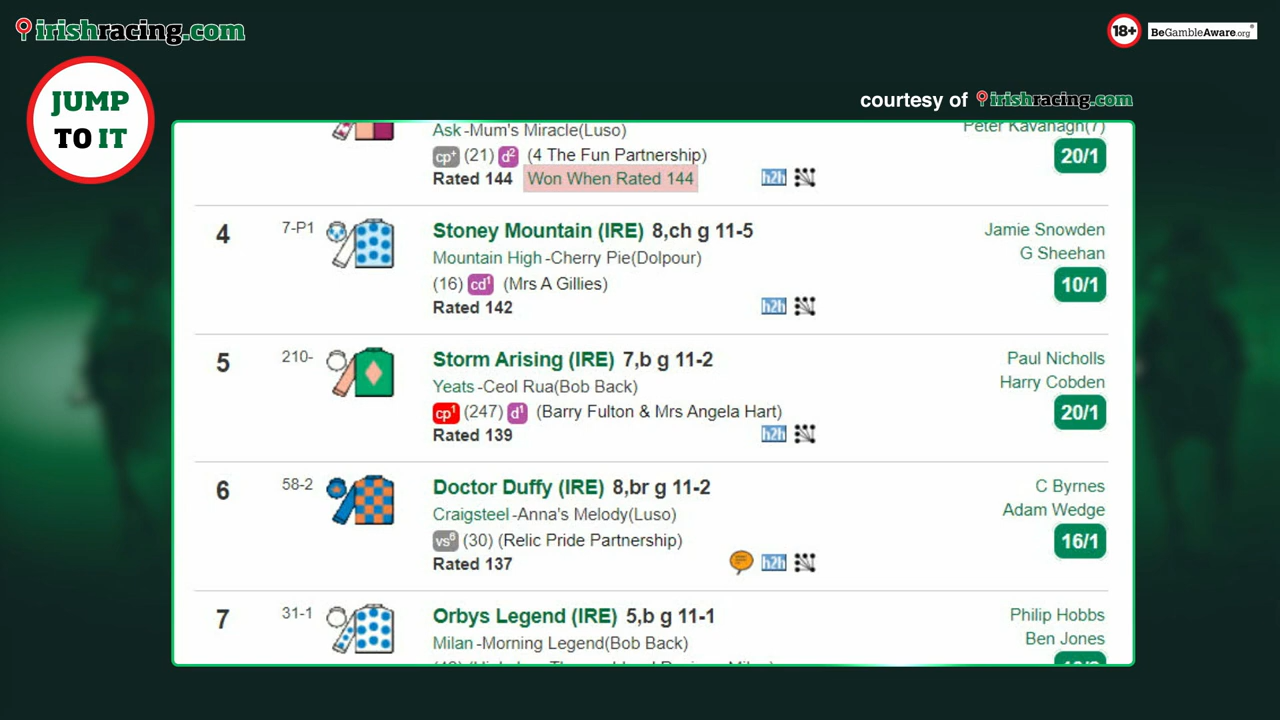 irishracing.com
18+ BeGambleAware.org®
JUMP
TO IT
courtesy of irishracing.com
Peter Kavanagh(7)
Ask -Mum's Miracle(Luso)
cp+ (21) d2 (4 The Fun Partnership)
20/1
Rated 144 Won When Rated 144
h2h
4 7-P1 Stoney Mountain (IRE) 8,ch g 11-5
Jamie Snowden
Mountain High -Cherry Pie(Dolpour)
G Sheehan
(16) cd1 (Mrs A Gillies)
10/1
Rated 142
h2h
5 210- Storm Arising (IRE) 7,b g 11-2
Paul Nicholls
Yeats -Ceol Rua(Bob Back)
Harry Cobden
cp1 (247) d1 (Barry Fulton & Mrs Angela Hart)
20/1
Rated 139
h2h
6 58-2 Doctor Duffy (IRE) 8,br g 11-2
C Byrnes
Craigsteel -Anna's Melody(Luso)
Adam Wedge
vs6 (30) (Relic Pride Partnership)
16/1
Rated 137
h2h
7 31-1 Orbys Legend (IRE) 5,b g 11-1
Philip Hobbs
Milan -Morning Legend(Bob Back)
Ben Jones